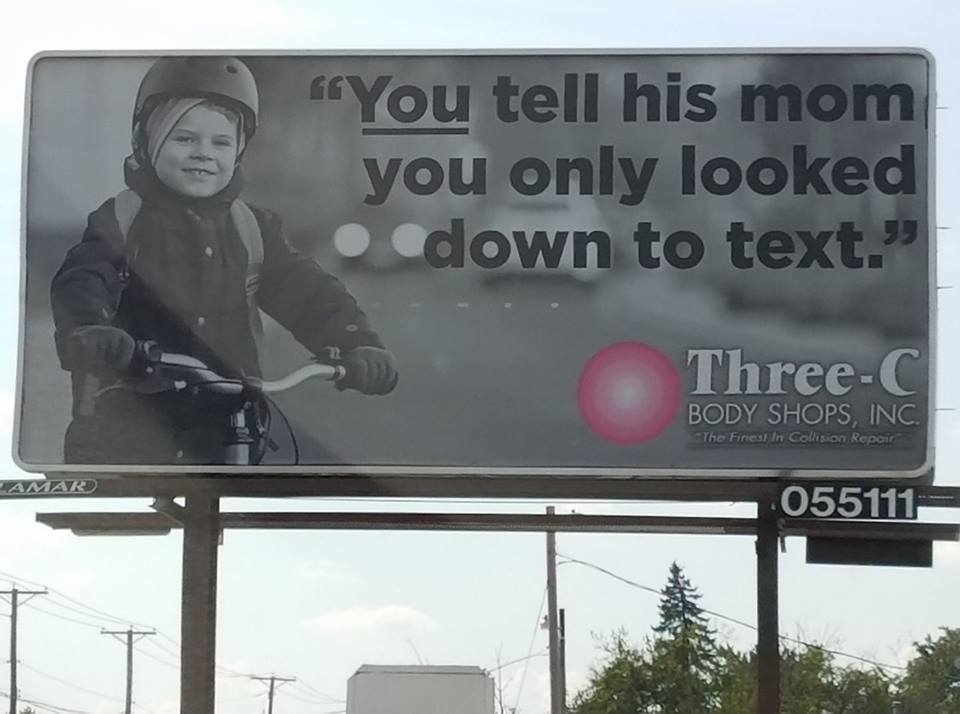 “You tell his mom
you only looked
down to text.”
Three-C
BODY SHOPS, INC.
"The Finest In Collision Repair"
LAMAR
055111